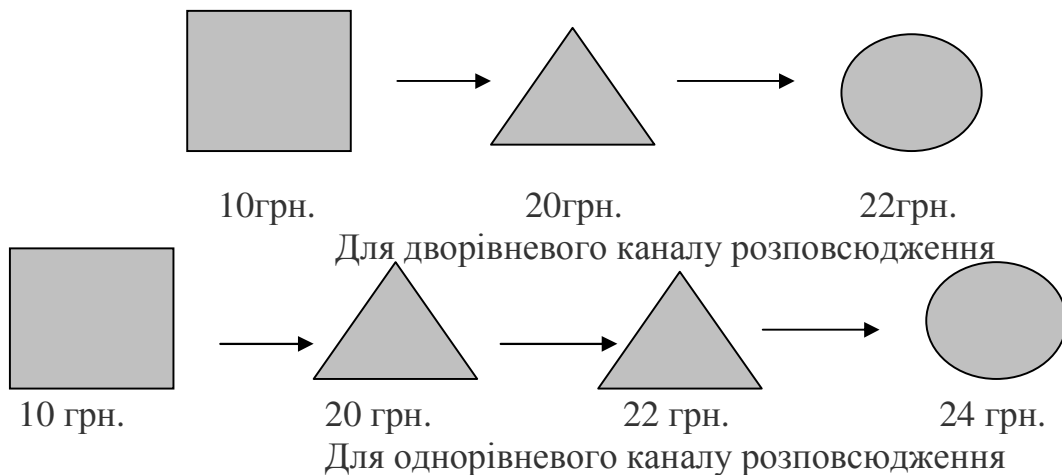 10грн. 20грн. 22грн.
Для дворівневого каналу розповсюдження
10 грн. 20 грн. 22 грн. 24 грн.
Для однорівневого каналу розповсюдження